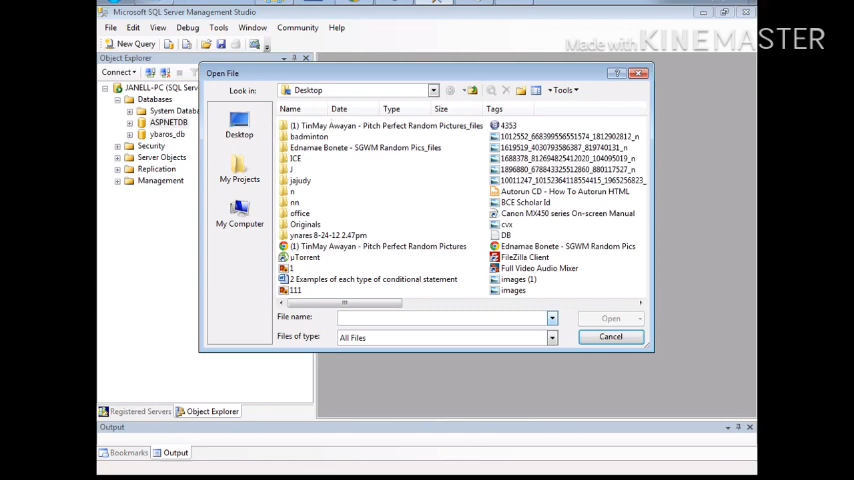 Microsoft SQL Server Management Studio
File Edit View Debug Tools Window Community Help
New Query
Made with KINEMASTER
Object Explorer
Connect
JANELL-PC (SQL Serv
Databases
System Databa
ASPNETDB
ybaros_db
Security
Server Objects
Replication
Management
Open File
Look in: Desktop Tools
Desktop
My Projects
My Computer
Name Date Type Size Tags
(1) TinMay Awayan - Pitch Perfect Random Pictures_files
badminton
Ednamae Bonete - SGWM Random Pics_files
ICE
J
jajudy
n
nn
office
Originals
ynares 8-24-12 2.47pm
(1) TinMay Awayan - Pitch Perfect Random Pictures
µTorrent
1
2 Examples of each type of conditional statement
111
4353
1012552_668399556551574_1812902812_n
1619519_4030793586387_819740131_n
1688378_812694825412020_104095019_n
1896880_678843325512860_880117527_n
10011247_10152364118554415_1965256823_
Autorun CD - How To Autorun HTML
BCE Scholar Id
Canon MX450 series On-screen Manual
cvx
DB
Ednamae Bonete - SGWM Random Pics
FileZilla Client
Full Video Audio Mixer
images (1)
images
File name:
Open
Files of type: All Files
Cancel
Registered Servers Object Explorer
Output
Bookmarks Output